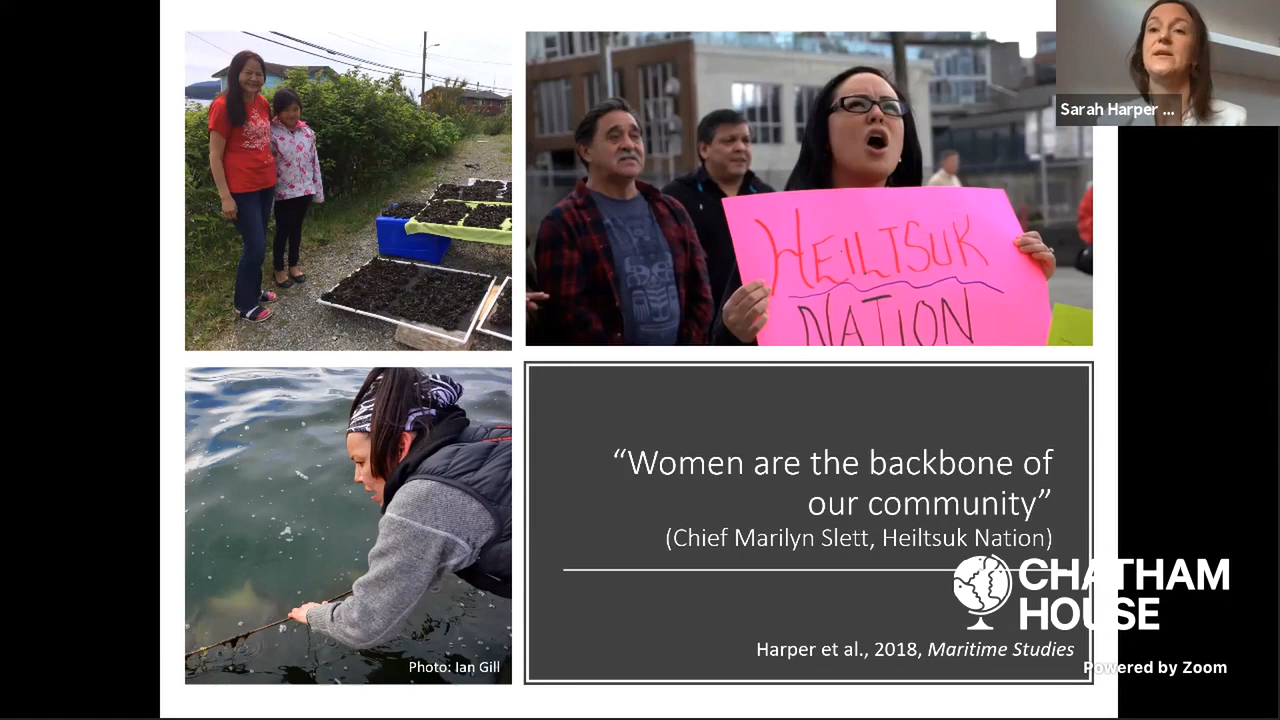 Sarah Harper ...
HEILTSUK
NATION
“Women are the backbone of
our community”
(Chief Marilyn Slett, Heiltsuk Nation)
CHATHAM
HOUSE
Harper et al., 2018, Maritime Studies
Photo: Ian Gill
Powered by Zoom